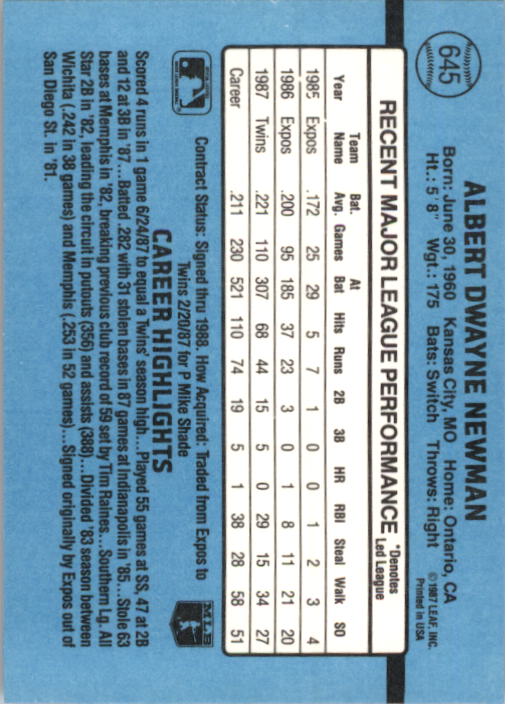 645
ALBERT DWAYNE NEWMAN
Born: June 30, 1960 Kansas City, MO Home: Ontario, CA
Ht.: 5' 8" Wgt.: 175 Bats: Switch Throws: Right
© 1987 LEAF, INC.
Printed in USA
RECENT MAJOR LEAGUE PERFORMANCE *Denotes Led League
Year Team Name Bat. Avg. Games At Bat Hits Runs 2B 3B HR RBI Steal Walk SO
1985 Expos .172 25 29 5 7 1 0 0 1 2 3 4
1986 Expos .200 95 185 37 23 3 0 1 8 11 21 20
1987 Twins .221 110 307 68 44 15 5 0 29 15 34 27
Career .211 230 521 110 74 19 5 1 38 28 58 51
Contract Status: Signed thru 1988. How Acquired: Traded from Expos to
Twins 2/20/87 for P Mike Shade
MLB
CAREER HIGHLIGHTS
Scored 4 runs in 1 game 6/24/87 to equal a Twins' season high....Played 55 games at SS, 47 at 2B
and 12 at 3B in '87...Batted .282 with 31 stolen bases in 87 games at Indianapolis in '85...Stole 63
bases at Memphis in '82, breaking previous club record of 59 set by Tim Raines...Southern Lg. All
Star 2B in '82, leading the circuit in putouts (356) and assists (388)....Divided '83 season between
Wichita (.242 in 38 games) and Memphis (.253 in 52 games)...Signed originally by Expos out of
San Diego St. in '81.